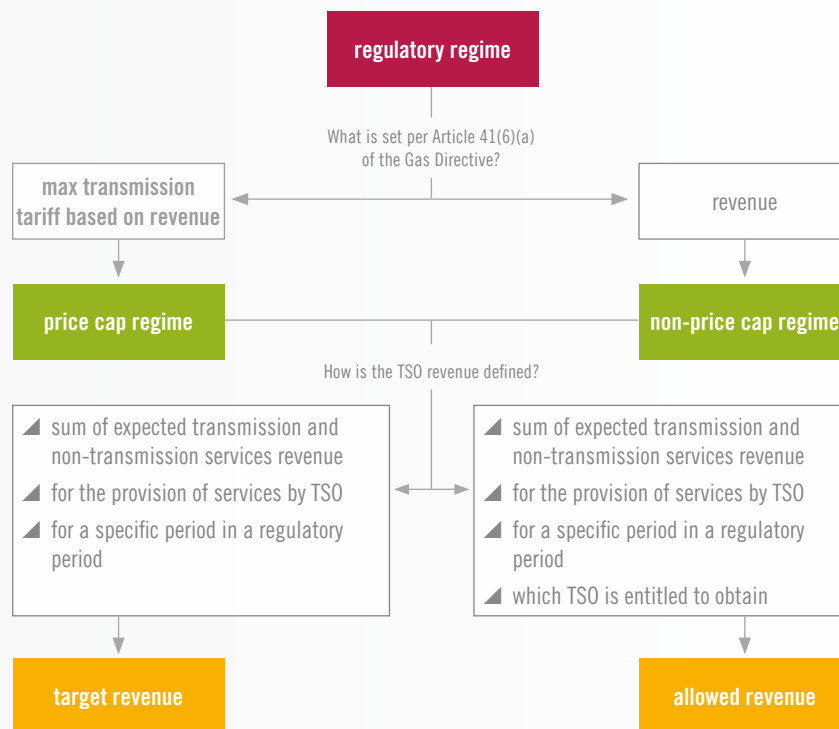 regulatory regime
What is set per Article 41(6)(a)
of the Gas Directive?
max transmission
tariff based on revenue
revenue
price cap regime
non-price cap regime
How is the TSO revenue defined?
sum of expected transmission and
non-transmission services revenue
for the provision of services by TSO
for a specific period in a regulatory
period
sum of expected transmission and
non-transmission services revenue
for the provision of services by TSO
for a specific period in a regulatory
period
which TSO is entitled to obtain
target revenue
allowed revenue